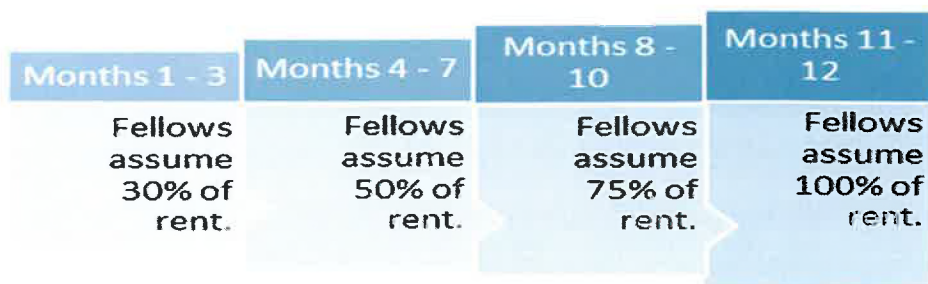 Months 1 - 3
Fellows
assume
30% of
rent.
Months 4 - 7
Fellows
assume
50% of
rent.
Months 8 -
10
Fellows
assume
75% of
rent.
Months 11 -
12
Fellows
assume
100% of
rent.